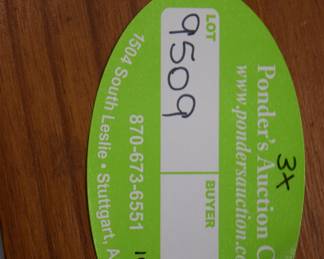 3x
Ponder's Auction C
www.pondersauction.co
LOT BUYER
9509
870-673-6551
1504 South Leslie • Stuttgart, A